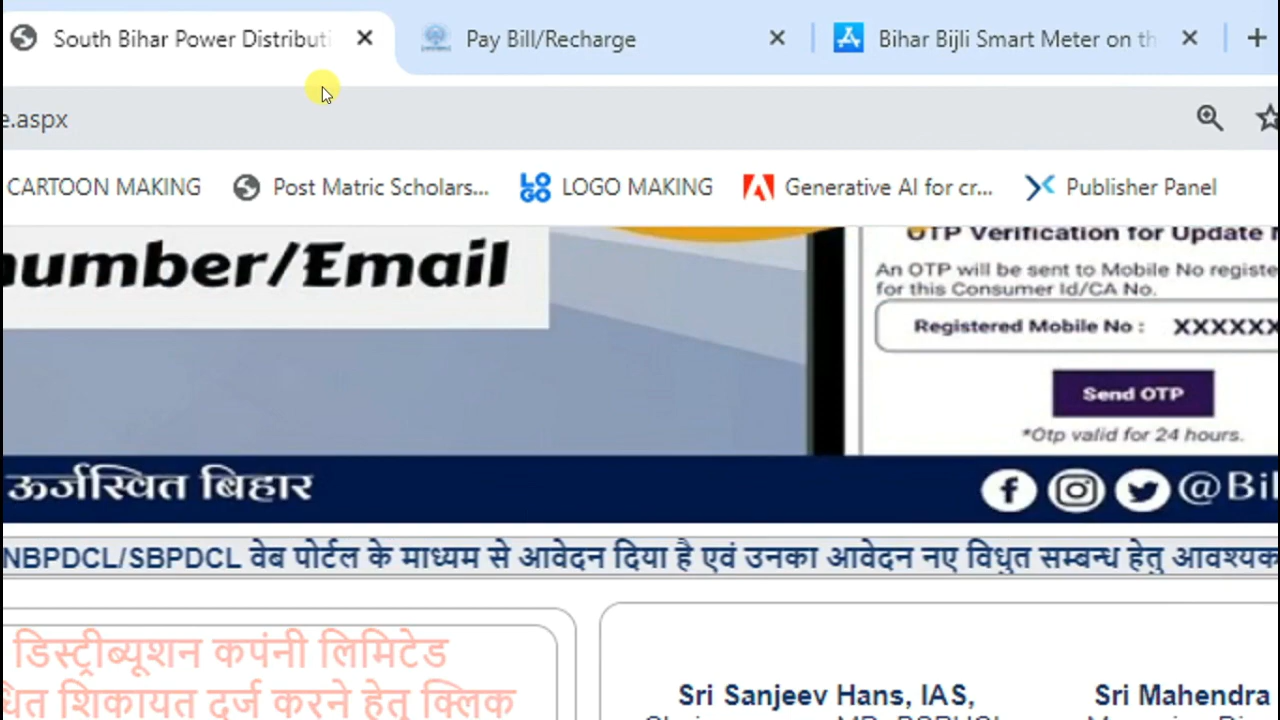 South Bihar Power Distributi
Pay Bill/Recharge
Bihar Bijli Smart Meter on th
e.aspx
CARTOON MAKING
Post Matric Scholars...
LOGO MAKING
Generative AI for cr...
Publisher Panel
number/Email
OTP Verification for Update
An OTP will be sent to Mobile No registe
for this Consumer Id/CA No.
Registered Mobile No : XXXXXX
Send OTP
*Otp valid for 24 hours.
ऊर्जस्वित बिहार
@Bi
NBPDCL/SBPDCL वेब पोर्टल के माध्यम से आवेदन दिया है एवं उनका आवेदन नए विधुत सम्बन्ध हेतु आवश्यक
डिस्ट्रीब्यूशन कपंनी लिमिटेड
शिकायत दर्ज करने हेतु क्लिक
Sri Sanjeev Hans, IAS,
Sri Mahendra